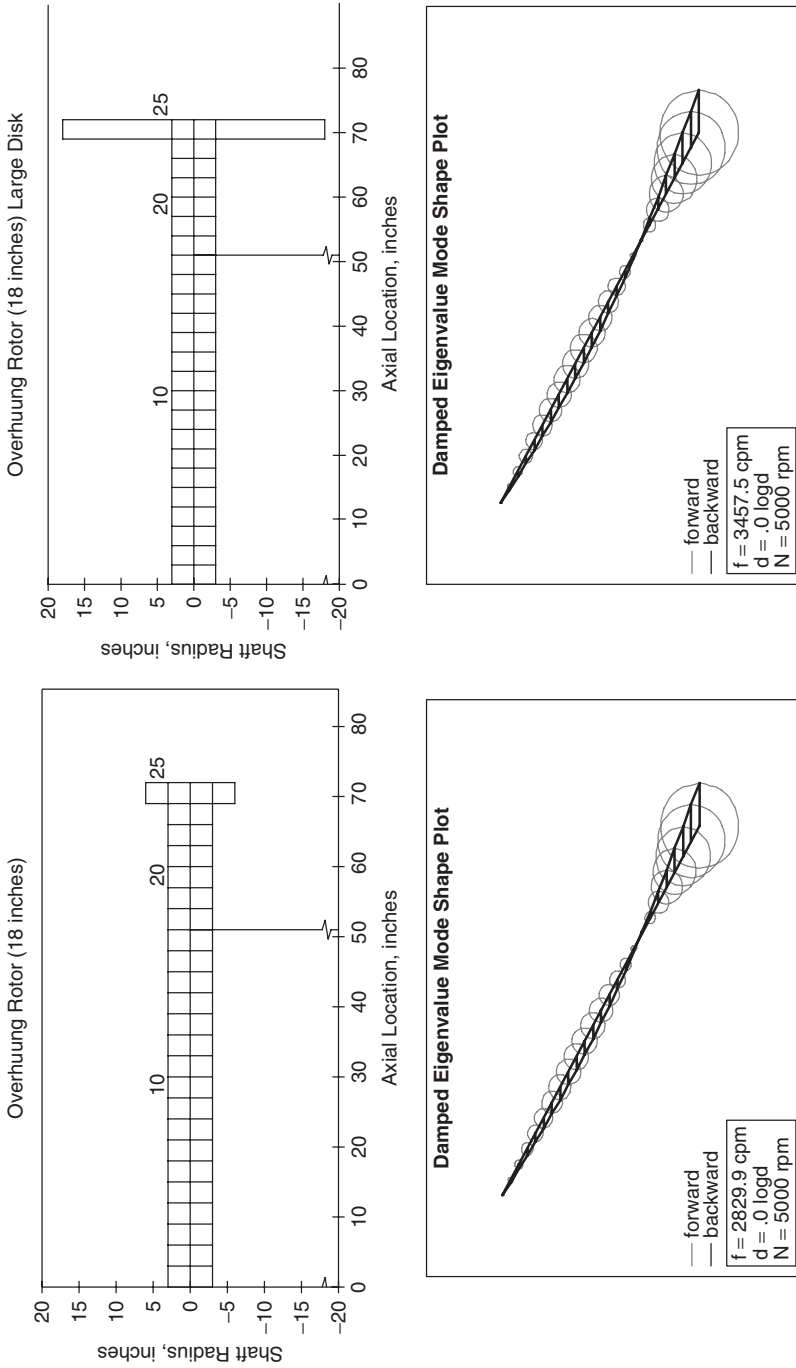 Overhuung Rotor (18 inches)
20
15
10
5
0
−5
−10
−15
−20
Shaft Radius, inches
10
20
25
0
10
20
30
40
50
60
70
80
Axial Location, inches
Overhuung Rotor (18 inches) Large Disk
20
15
10
5
0
−5
−10
−15
−20
Shaft Radius, inches
10
20
25
0
10
20
30
40
50
60
70
80
Axial Location, inches
Damped Eigenvalue Mode Shape Plot
forward
backward
f = 2829.9 cpm
d = .0 logd
N = 5000 rpm
Damped Eigenvalue Mode Shape Plot
forward
backward
f = 3457.5 cpm
d = .0 logd
N = 5000 rpm